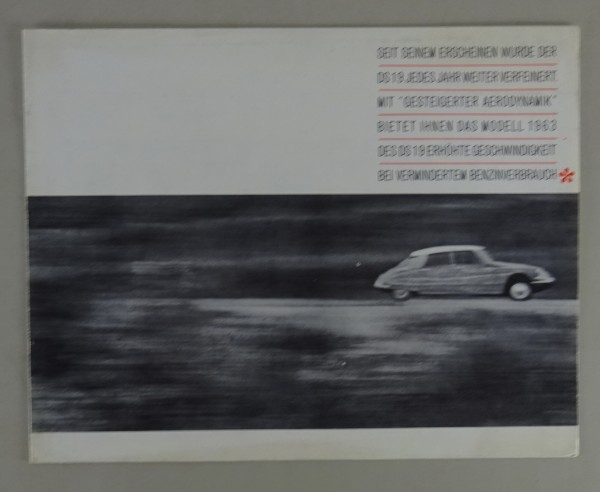 SEIT SEINEM ERSCHEINEN WURDE DER
DS 19 JEDES JAHR WEITER VERFEINERT.
MIT "GESTEIGERTER AERODYNAMIK"
BIETET IHNEN DAS MODELL 1963
DES DS 19 ERHÖHTE GESCHWINDIGKEIT
BEI VERMINDERTEM BENZINVERBRAUCH *